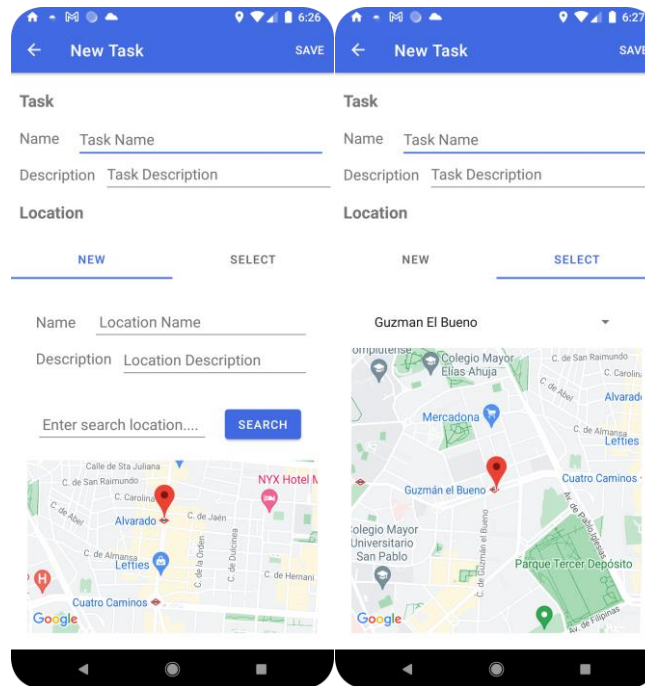 6:26
New Task
SAVE
Task
Name Task Name
Description Task Description
Location
NEW SELECT
Name Location Name
Description Location Description
Enter search location.... SEARCH
Calle de Sta Juliana
C. de San Raimundo
NYX Hotel M
C. Carolina
C. de Abel
Alvarado
C. de Jaén
C. de Almansa
Letties
C. de la Orden
C. de Dulcinea
C. de Hernani
H
Cuatro Caminos
Google
6:27
New Task
SAVE
Task
Name Task Name
Description Task Description
Location
NEW SELECT
Guzman El Bueno
omplutense
Colegio Mayor
Elías Ahuja
C. de San Raimundo
C. Carolina
C. de Abel
Alvarado
Mercadona
C. de Almansa
Letties
Guzmán el Bueno
Cuatro Caminos
Av. de Pablo Iglesias
olegio Mayor
Universitario
San Pablo
C. de Guzmán el Bueno
Parque Tercer Depósito
Google
Av. de Filipinas